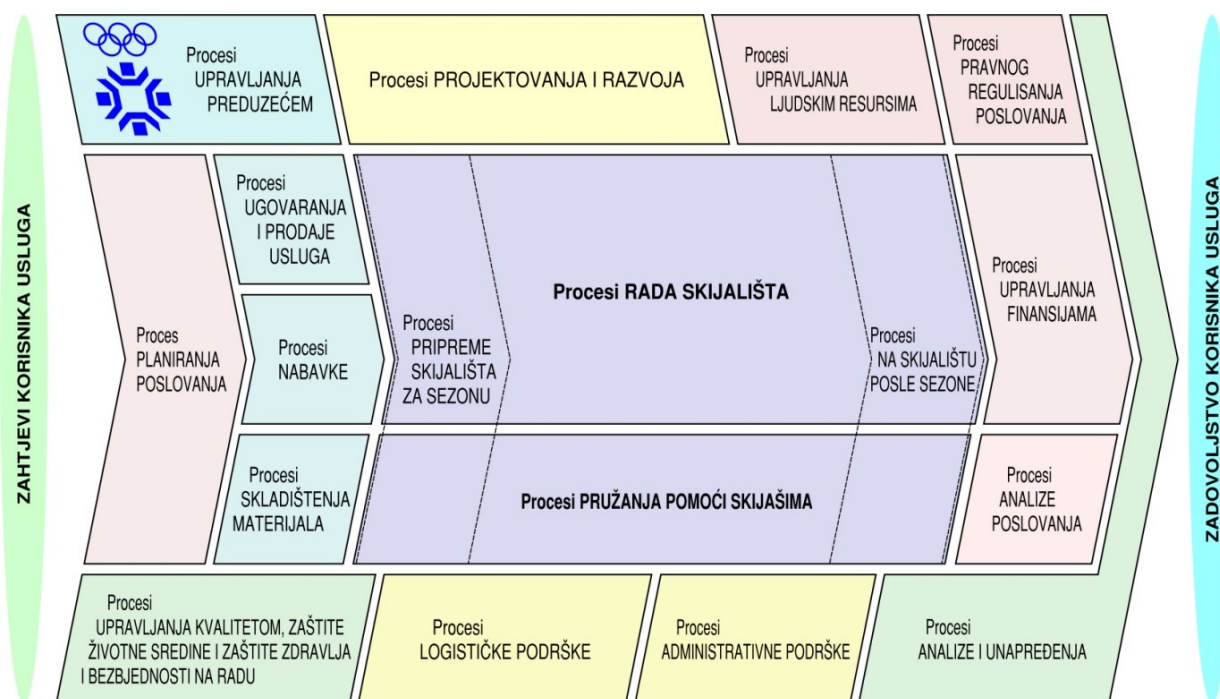 ZAHTJEVI KORISNIKA USLUGA
Procesi
UPRAVLJANJA
PREDUZEĆEM
Procesi PROJEKTOVANJA I RAZVOJA
Procesi
UPRAVLJANJA
LJUDSKIM RESURSIMA
Procesi
PRAVNOG
REGULISANJA
POSLOVANJA
Proces
PLANIRANJA
POSLOVANJA
Procesi
UGOVARANJA
I PRODAJE
USLUGA
Procesi
NABAVKE
Procesi
SKLADIŠTENJA
MATERIJALA
Procesi
PRIPREME
SKIJALIŠTA
ZA SEZONU
Procesi RADA SKIJALIŠTA
Procesi
NA SKIJALIŠTU
POSLE SEZONE
Procesi PRUŽANJA POMOĆI SKIJAŠIMA
Procesi
UPRAVLJANJA
FINANSIJAMA
Procesi
ANALIZE
POSLOVANJA
Procesi
UPRAVLJANJA KVALITETOM, ZAŠTITE
ŽIVOTNE SREDINE I ZAŠTITE ZDRAVLJA
I BEZBJEDNOSTI NA RADU
Procesi
LOGISTIČKE PODRŠKE
Procesi
ADMINISTRATIVNE PODRŠKE
Procesi
ANALIZE I UNAPREĐENJA
ZADOVOLJSTVO KORISNIKA USLUGA